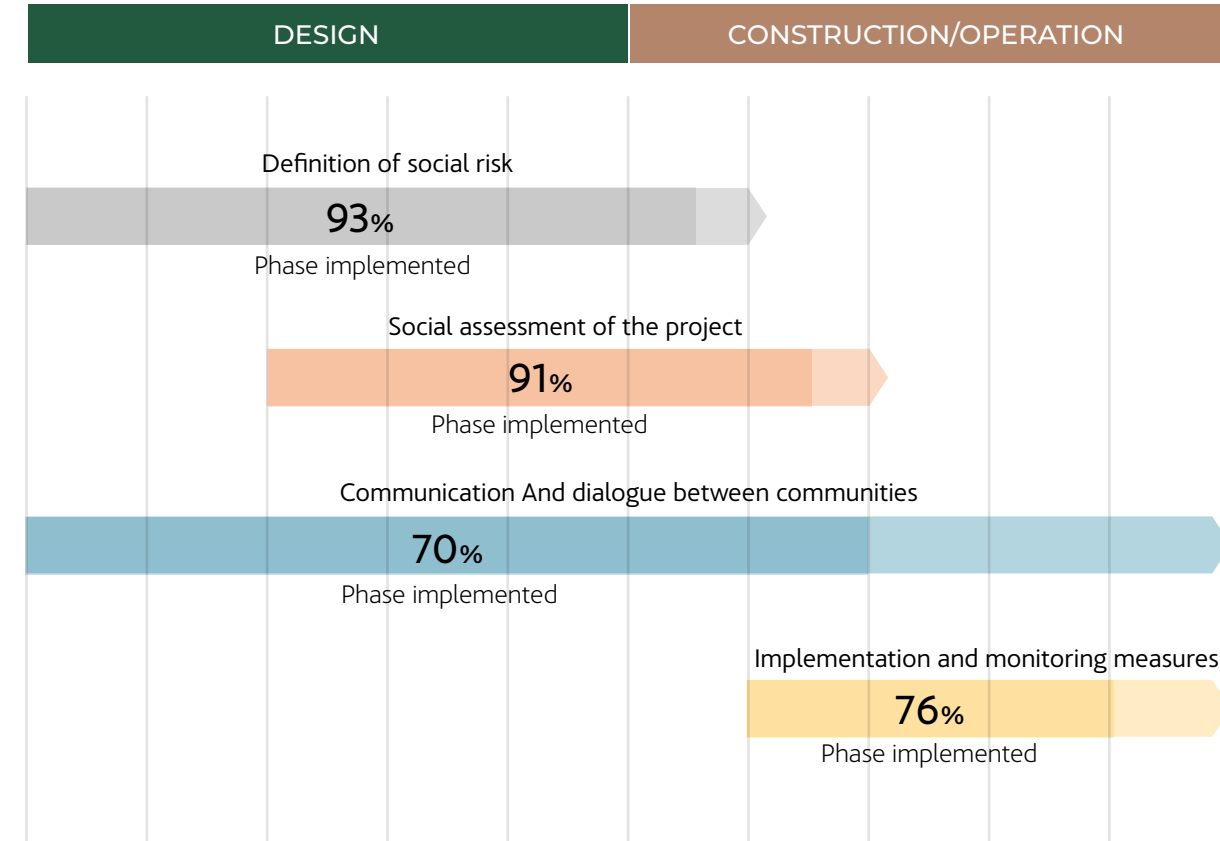 DESIGN
CONSTRUCTION/OPERATION
Definition of social risk
93%
Phase implemented
Social assessment of the project
91%
Phase implemented
Communication And dialogue between communities
70%
Phase implemented
Implementation and monitoring measures
76%
Phase implemented